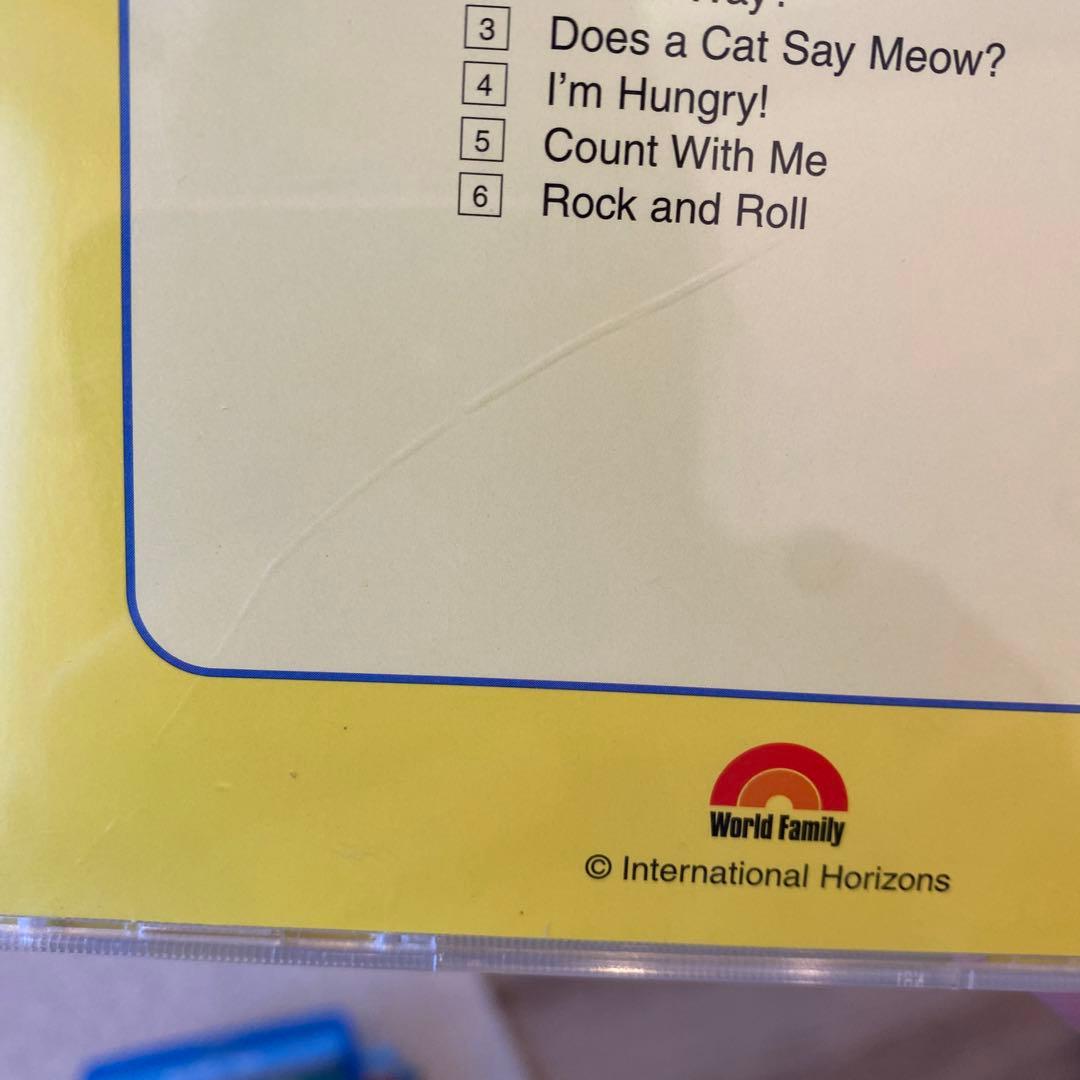 3 Does a Cat Say Meow?
4 I'm Hungry!
5 Count With Me
6 Rock and Roll
World Family
© International Horizons